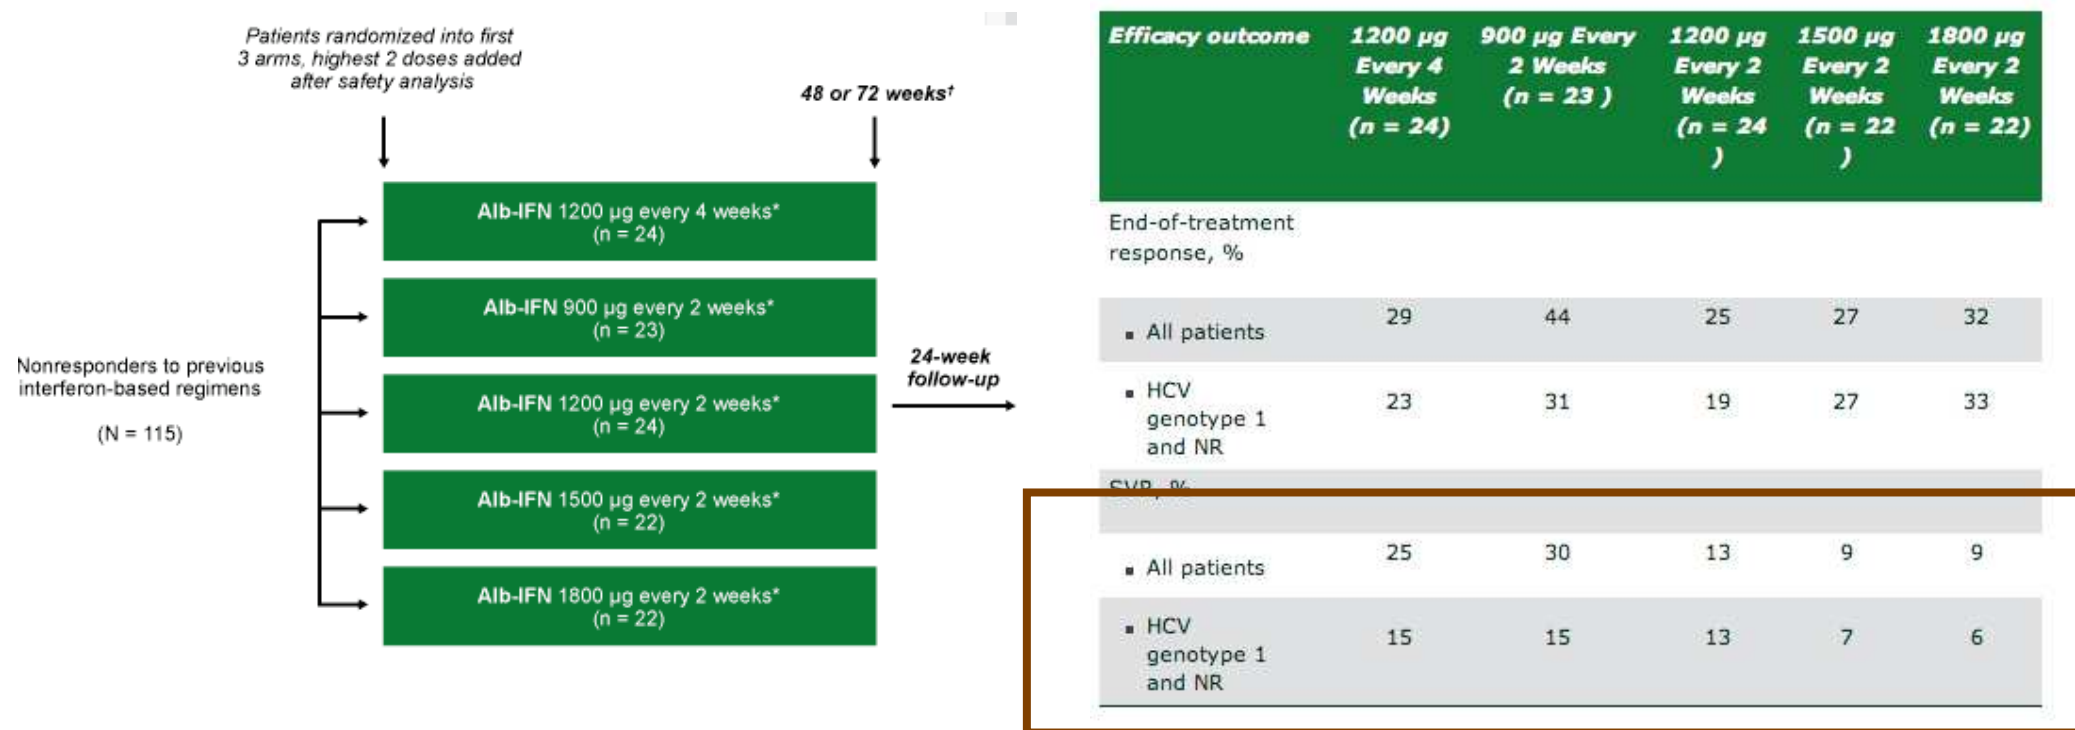 Patients randomized into first
3 arms, highest 2 doses added
after safety analysis
48 or 72 weeks†
Alb-IFN 1200 µg every 4 weeks*
(n = 24)
Alb-IFN 900 µg every 2 weeks*
(n = 23)
Nonresponders to previous
interferon-based regimens
(N = 115)
Alb-IFN 1200 µg every 2 weeks*
(n = 24)
Alb-IFN 1500 µg every 2 weeks*
(n = 22)
Alb-IFN 1800 µg every 2 weeks*
(n = 22)
24-week
follow-up
Efficacy outcome 1200 µg 900 µg Every 1200 µg 1500 µg 1800 µg
Every 4 2 Weeks Every 2 Every 2 Every 2
Weeks (n = 23 ) Weeks Weeks Weeks
(n = 24) (n = 24 (n = 22 (n = 22)
) )
End-of-treatment
response, %
▪ All patients 29 44 25 27 32
▪ HCV
genotype 1 23 31 19 27 33
and NR
SVR, %
▪ All patients 25 30 13 9 9
▪ HCV
genotype 1 15 15 13 7 6
and NR